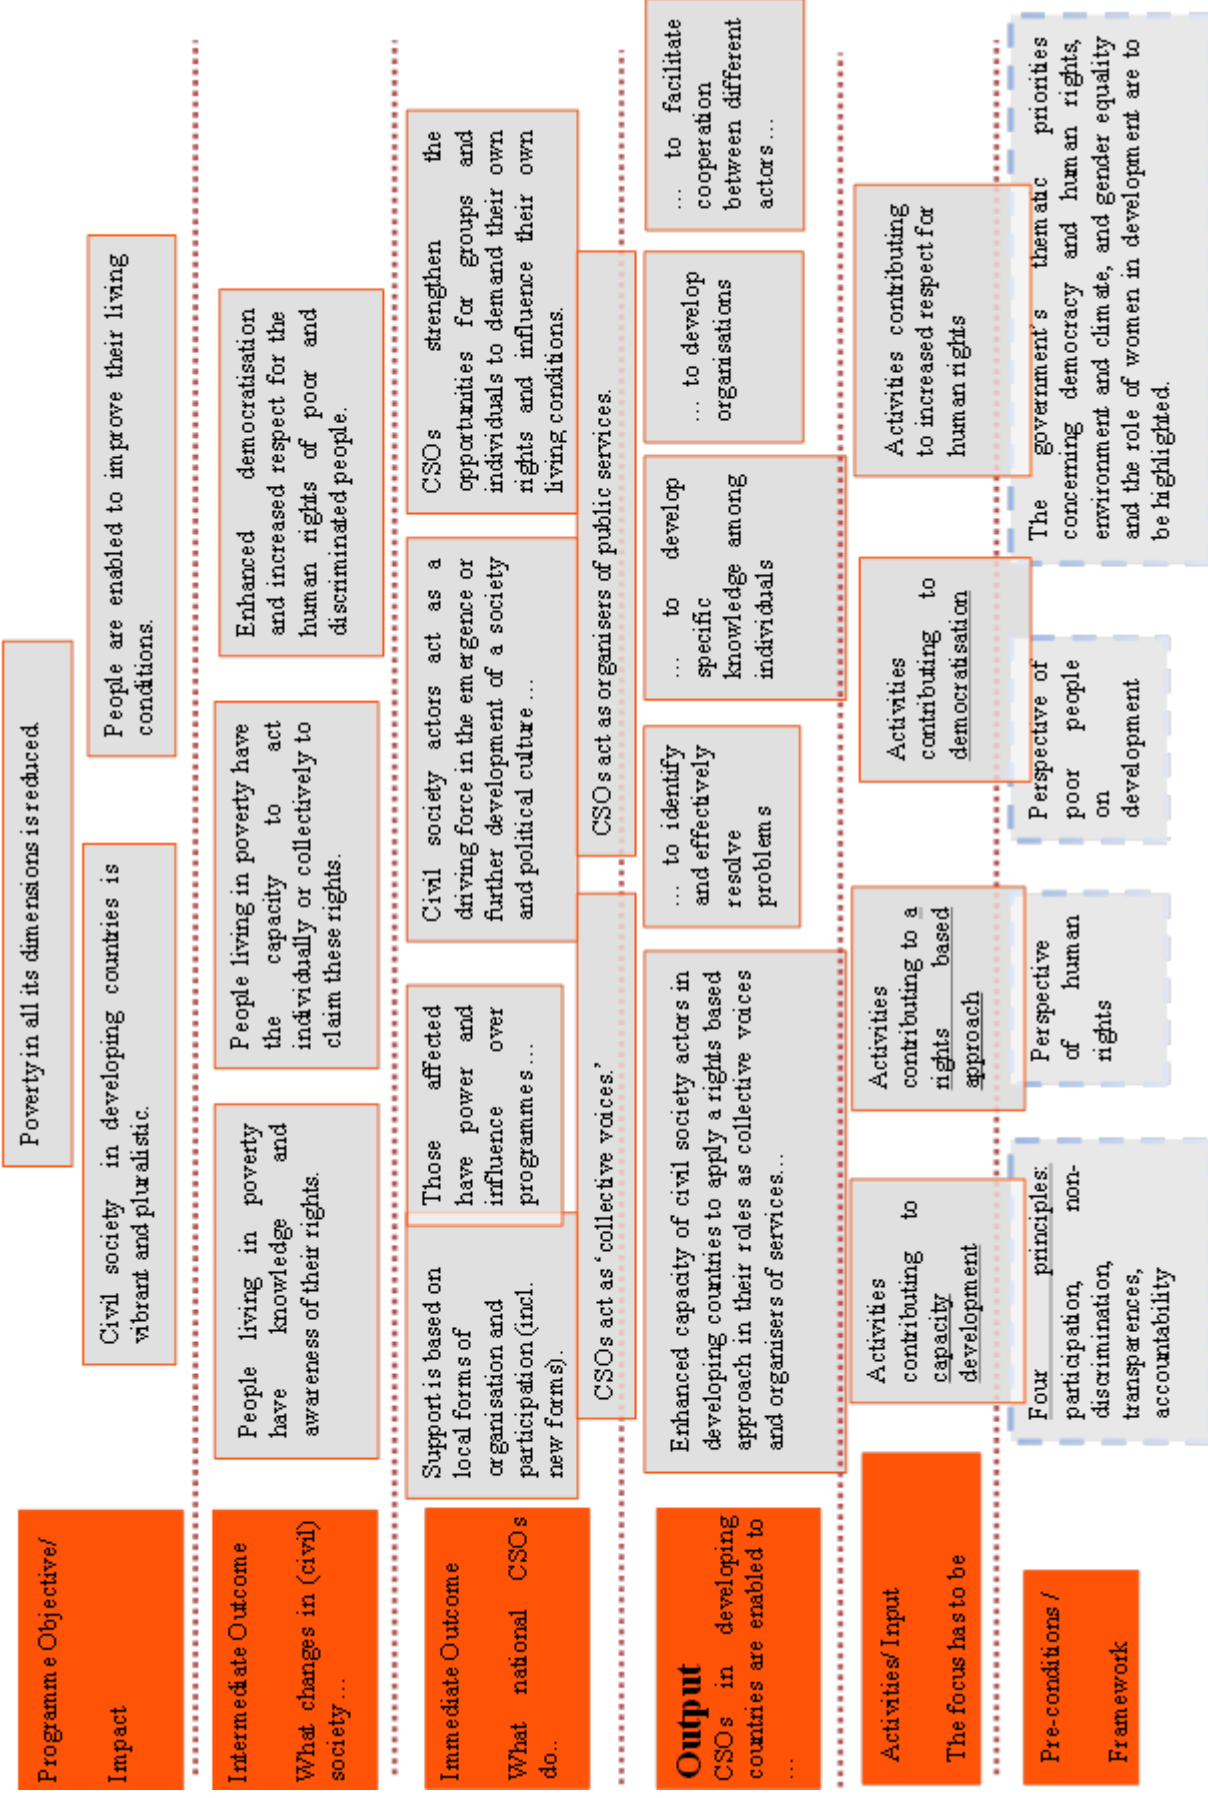 Programme Objective/
Impact
Poverty in all its dimensions is reduced.
Civil society in developing countries is
vibrant and pluralistic.
People are enabled to improve their living
conditions.
Intermediate Outcome
What changes in (civil)
society…
People living in poverty
have knowledge and
awareness of their rights.
People living in poverty have
the capacity to act
individually or collectively to
claim these rights.
Enhanced democratisation
and increased respect for the
human rights of poor and
discriminated people.
Immediate Outcome
What national CSOs
do..
Support is based on
local forms of
organisation and
participation (incl.
new forms).
Those affected
have power and
influence over
programmes…
Civil society actors act as a
driving force in the emergence or
further development of a society
and political culture…
CSOs strengthen the
opportunities for groups and
individuals to demand their own
rights and influence their own
living conditions.
CSOs act as ‘collective voices.’
CSOs act as organisers of public services.
Output
CSOs in developing
countries are enabled to
…
Enhanced capacity of civil society actors in
developing countries to apply a rights based
approach in their roles as collective voices
and organisers of services…
… to identify
and effectively
resolve
problems
… to develop
specific
knowledge among
individuals
… to develop
organisations
… to facilitate
cooperation
between different
actors…
Activities/Input
The focus has to be
Activities
contributing to
capacity
development
Activities
contributing to a
rights based
approach
Activities
contributing to
democratisation
Activities contributing
to increased respect for
human rights
Pre-conditions /
Framework
Four principles:
participation, non-
discrimination,
transparences,
accountability
Perspective
of human
rights
Perspective of
poor people
on
development
The government's thematic priorities
concerning democracy and human rights,
environment and climate, and gender equality
and the role of women in development are to
be highlighted.